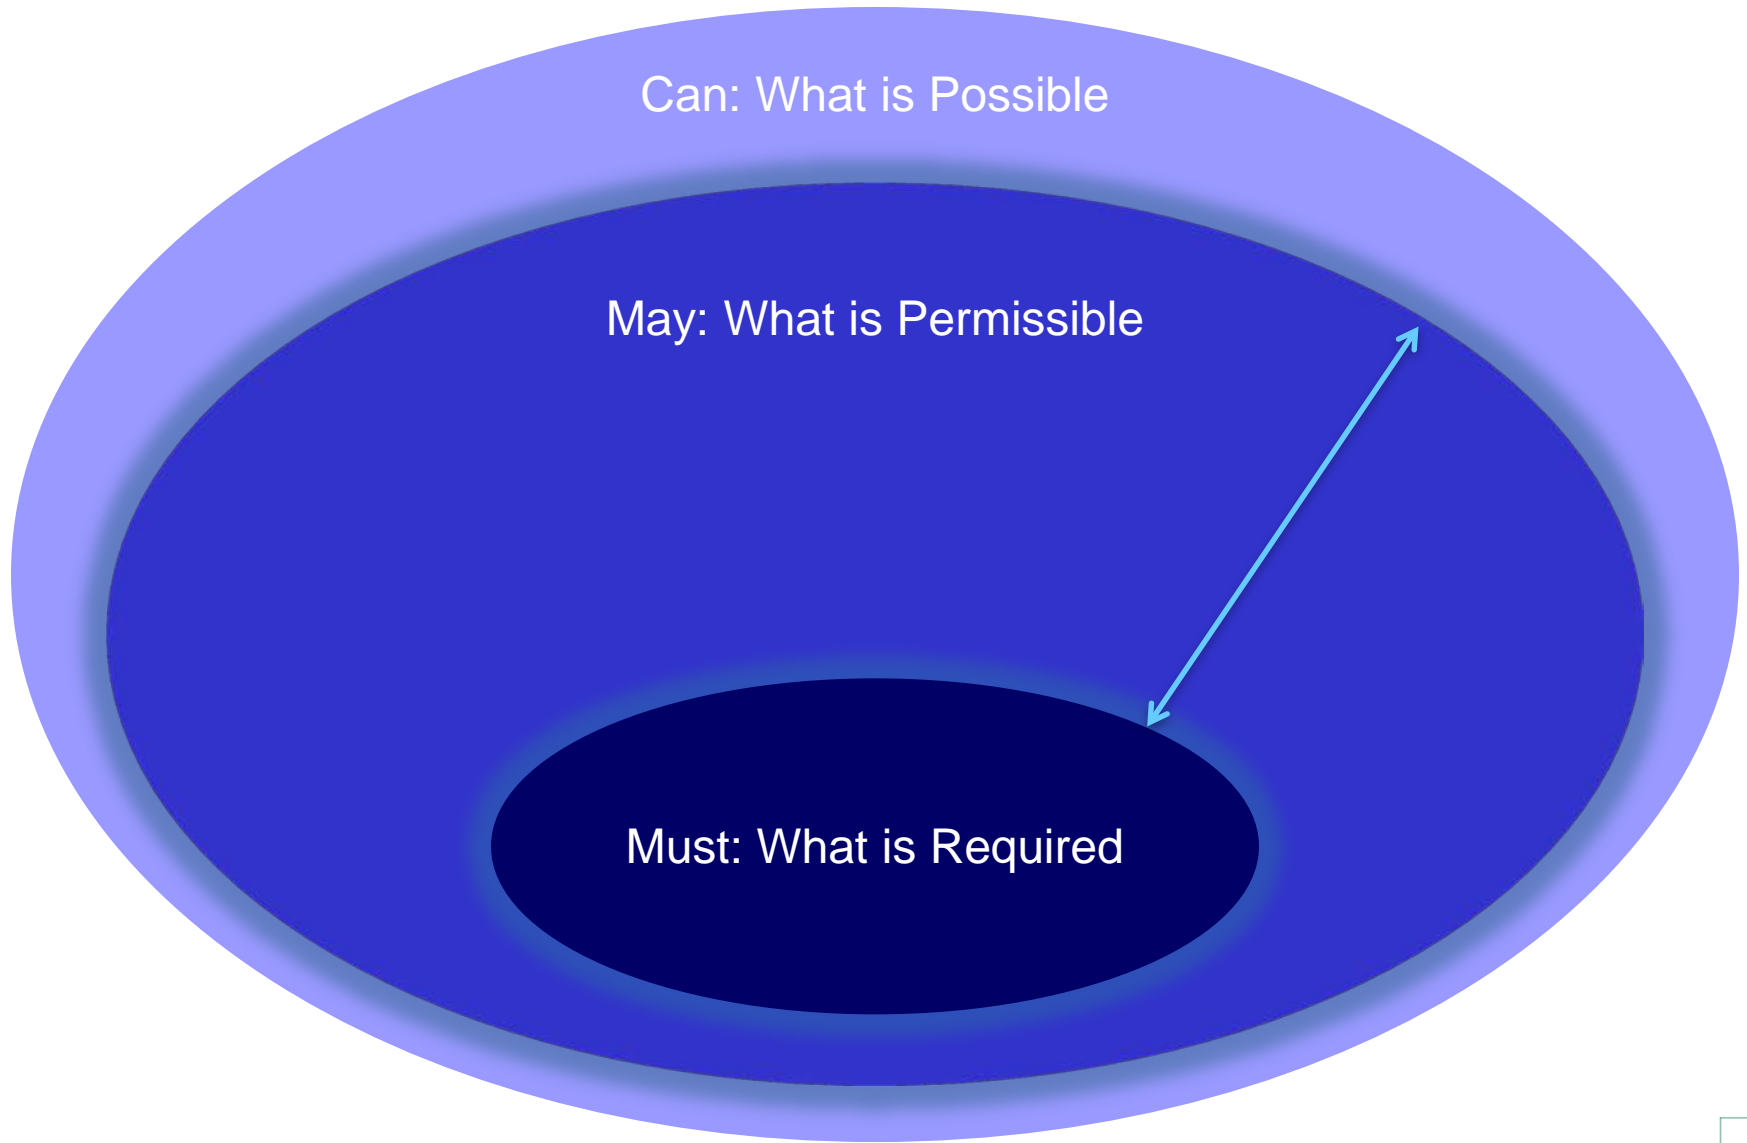 Can: What is Possible
May: What is Permissible
Must: What is Required